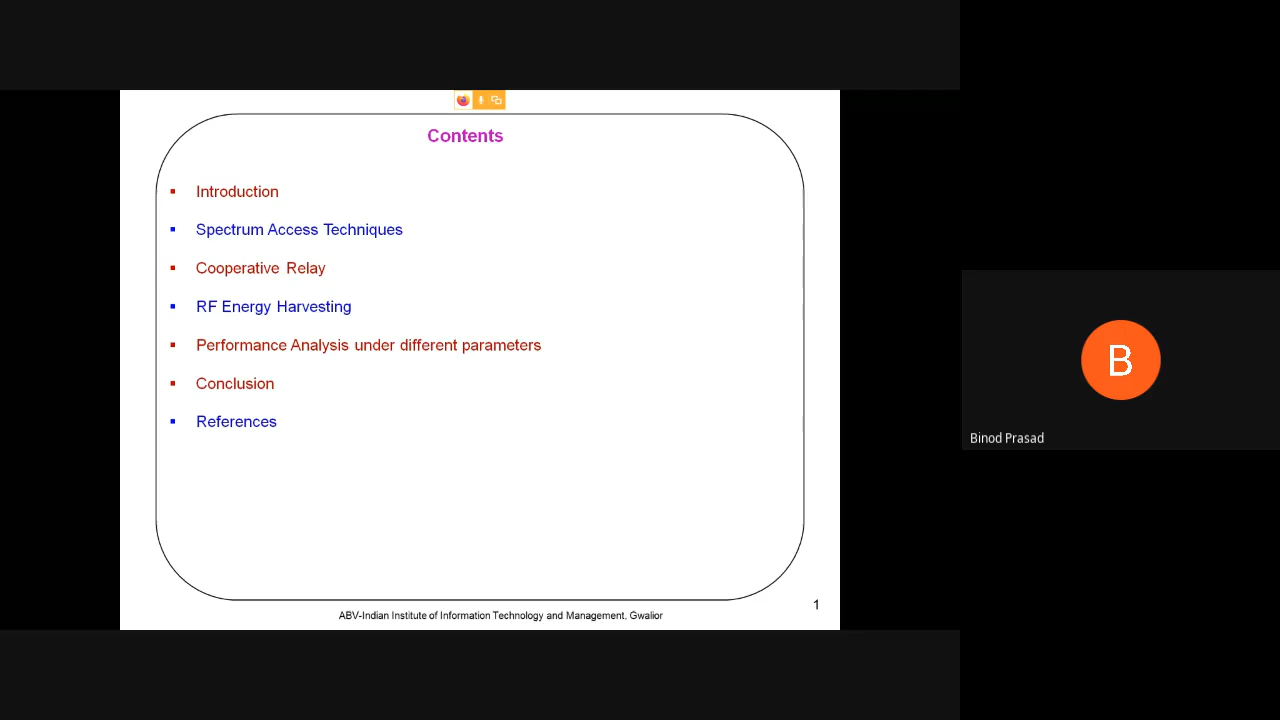 Contents
Introduction
Spectrum Access Techniques
Cooperative Relay
RF Energy Harvesting
Performance Analysis under different parameters
Conclusion
References
ABV-Indian Institute of Information Technology and Management, Gwalior
1
B
Binod Prasad